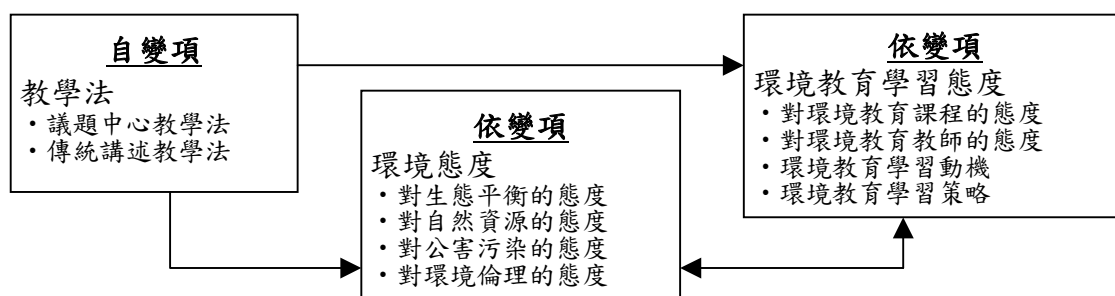 自變項
教學法
・議題中心教學法
・傳統講述教學法
依變項
環境態度
・對生態平衡的態度
・對自然資源的態度
・對公害污染的態度
・對環境倫理的態度
依變項
環境教育學習態度
・對環境教育課程的態度
・對環境教育教師的態度
・環境教育學習動機
・環境教育學習策略